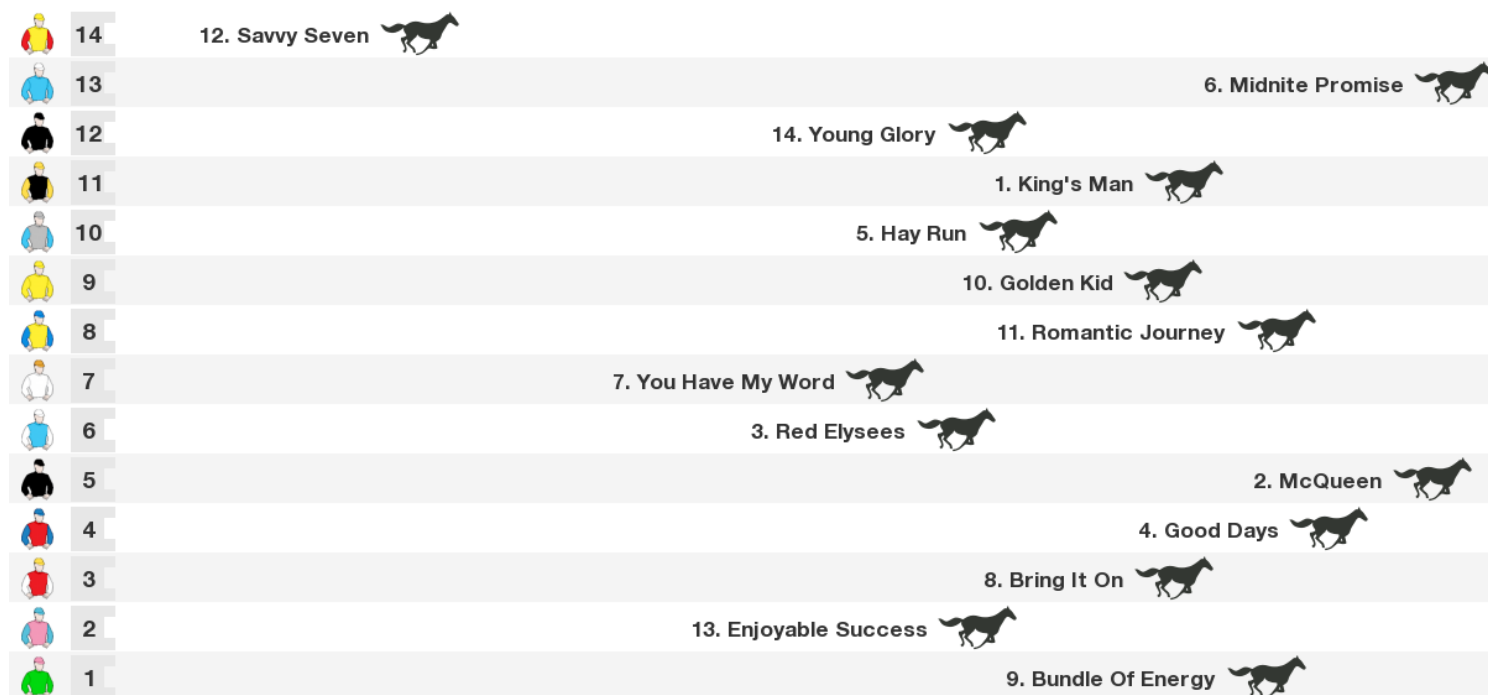 14 12. Savvy Seven
13 6. Midnite Promise
12 14. Young Glory
11 1. King's Man
10 5. Hay Run
9 10. Golden Kid
8 11. Romantic Journey
7 7. You Have My Word
6 3. Red Elysees
5 2. McQueen
4 4. Good Days
3 8. Bring It On
2 13. Enjoyable Success
1 9. Bundle Of Energy